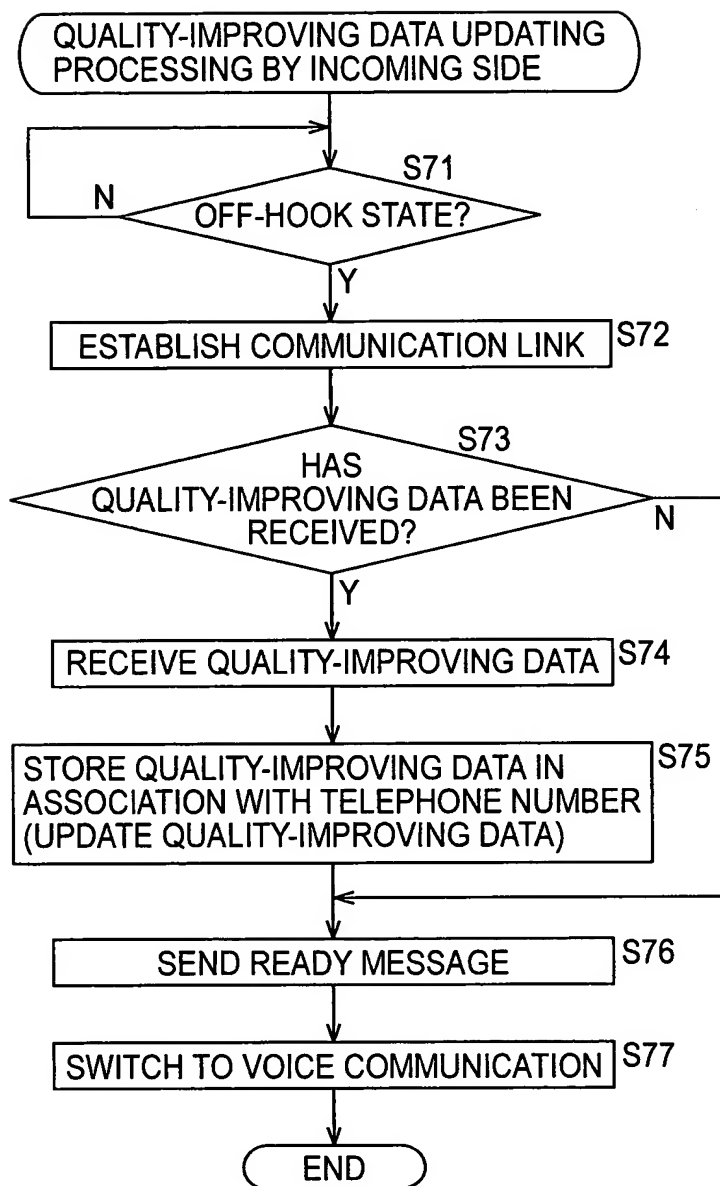 QUALITY-IMPROVING DATA UPDATING
PROCESSING BY INCOMING SIDE
S71
N
OFF-HOOK STATE?
Y
ESTABLISH COMMUNICATION LINK
S72
S73
HAS
QUALITY-IMPROVING DATA BEEN
RECEIVED?
N
Y
RECEIVE QUALITY-IMPROVING DATA
S74
STORE QUALITY-IMPROVING DATA IN
ASSOCIATION WITH TELEPHONE NUMBER
(UPDATE QUALITY-IMPROVING DATA)
S75
SEND READY MESSAGE
S76
SWITCH TO VOICE COMMUNICATION
S77
END